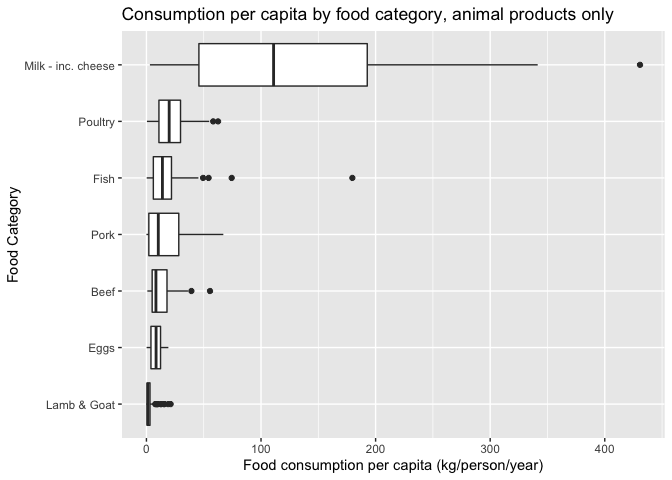 Consumption per capita by food category, animal products only
Food Category
Milk - inc. cheese
Poultry
Fish
Pork
Beef
Eggs
Lamb & Goat
0 100 200 300 400
Food consumption per capita (kg/person/year)